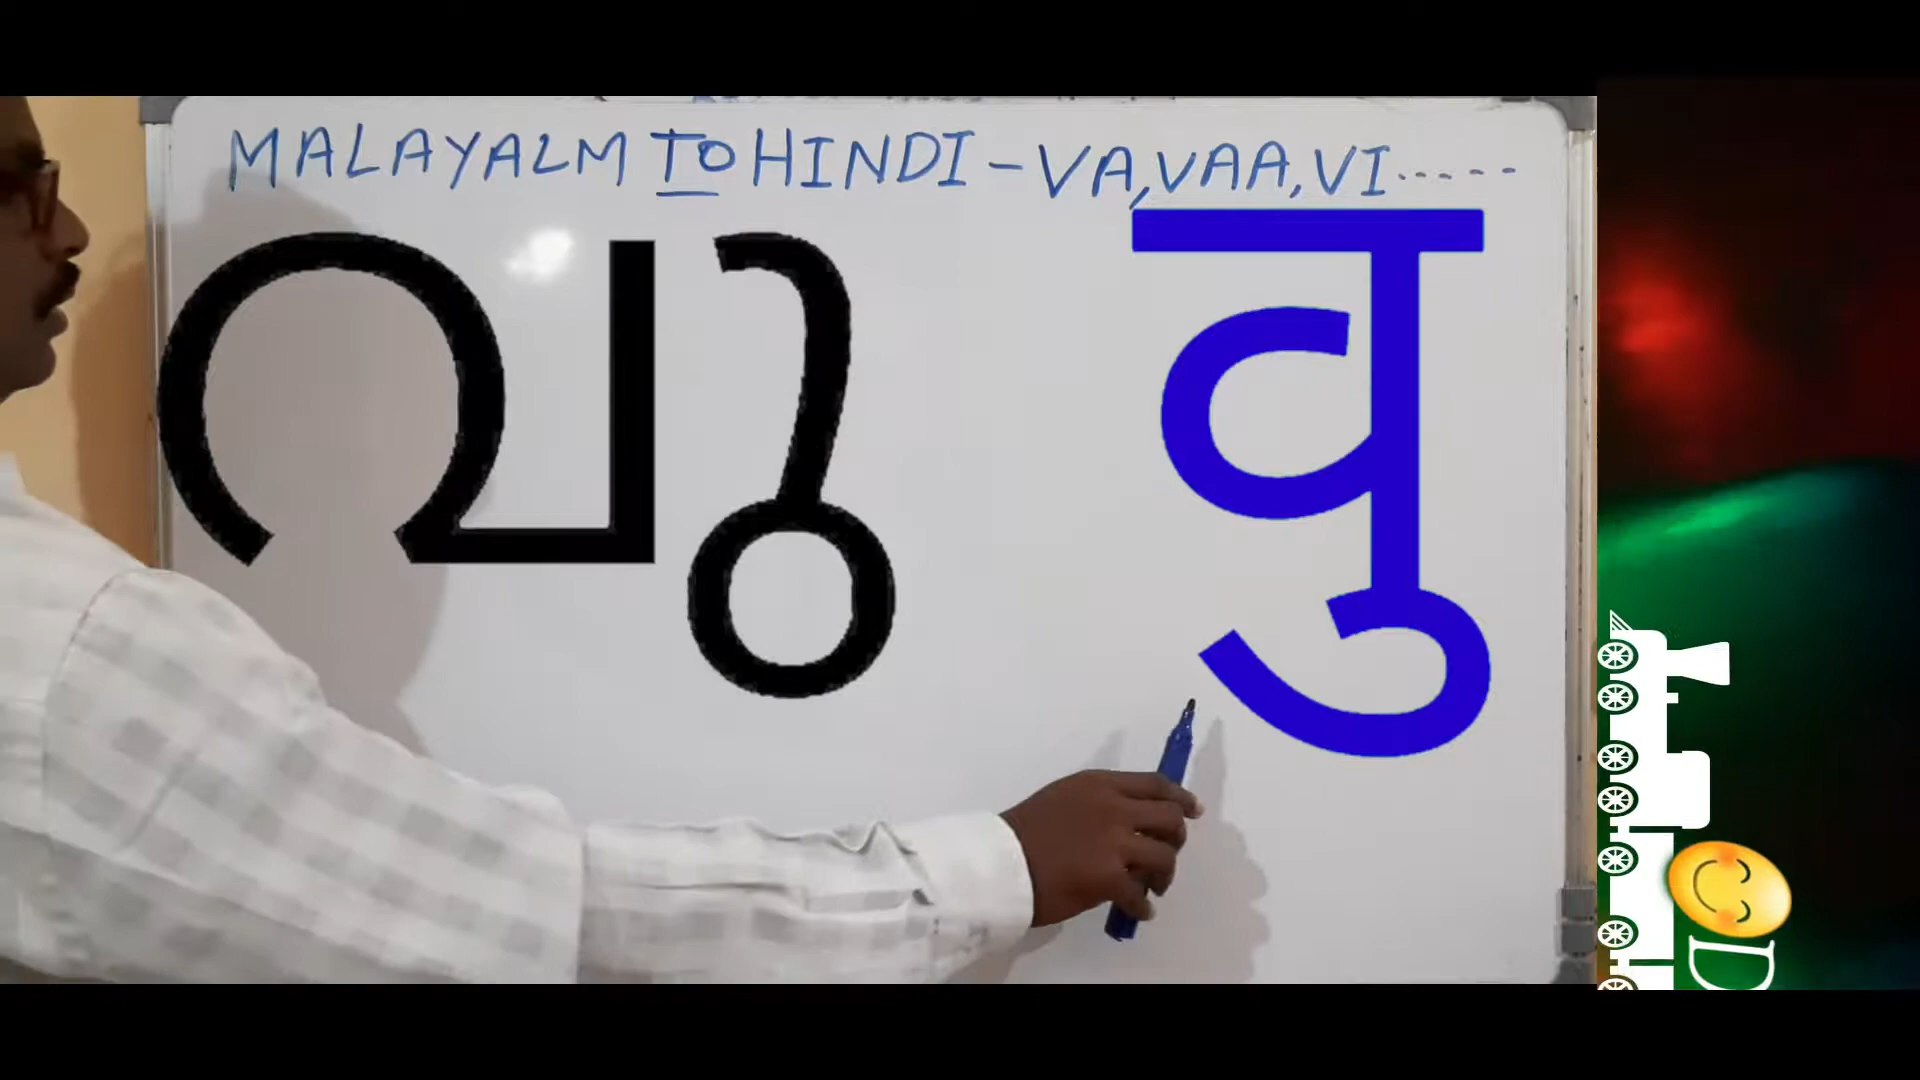 MALAYALM TO HINDI - VA, VAA, VI......
വു वु
D